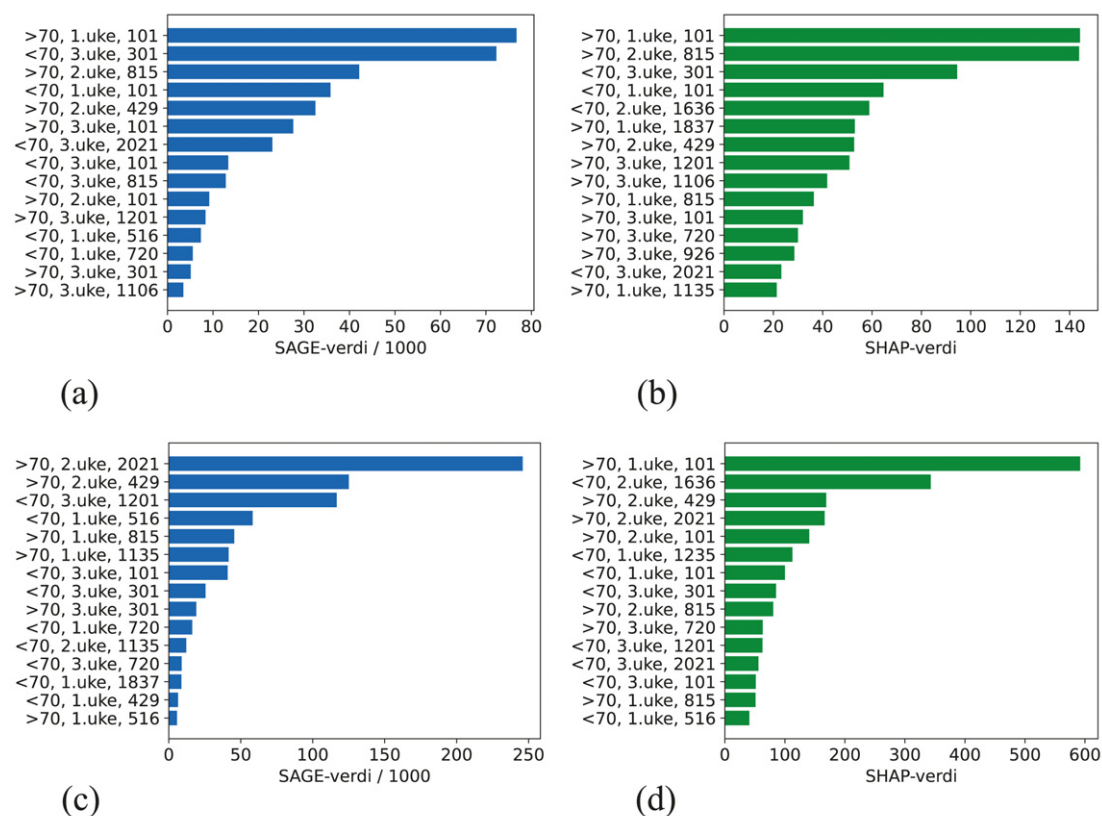 >70, 1.uke, 101
<70, 3.uke, 301
>70, 2.uke, 815
<70, 1.uke, 101
>70, 2.uke, 429
>70, 3.uke, 101
<70, 3.uke, 2021
<70, 3.uke, 101
<70, 3.uke, 815
>70, 2.uke, 101
>70, 3.uke, 1201
<70, 1.uke, 516
<70, 1.uke, 720
>70, 3.uke, 301
>70, 3.uke, 1106
0 10 20 30 40 50 60 70 80
SAGE-verdi / 1000
(a)
>70, 1.uke, 101
>70, 2.uke, 815
<70, 3.uke, 301
<70, 1.uke, 101
<70, 2.uke, 1636
>70, 1.uke, 1837
>70, 2.uke, 429
>70, 3.uke, 1201
>70, 3.uke, 1106
>70, 1.uke, 815
>70, 3.uke, 101
>70, 3.uke, 720
>70, 3.uke, 926
<70, 3.uke, 2021
>70, 1.uke, 1135
0 20 40 60 80 100 120 140
SHAP-verdi
(b)
>70, 2.uke, 2021
>70, 2.uke, 429
<70, 3.uke, 1201
<70, 1.uke, 516
>70, 1.uke, 815
>70, 1.uke, 1135
<70, 3.uke, 101
<70, 3.uke, 301
>70, 3.uke, 301
<70, 1.uke, 720
<70, 2.uke, 1135
<70, 3.uke, 720
<70, 1.uke, 1837
<70, 1.uke, 429
>70, 1.uke, 516
0 50 100 150 200 250
SAGE-verdi / 1000
(c)
>70, 1.uke, 101
<70, 2.uke, 1636
>70, 2.uke, 429
>70, 2.uke, 2021
>70, 2.uke, 101
<70, 1.uke, 1235
<70, 1.uke, 101
<70, 3.uke, 301
>70, 2.uke, 815
>70, 3.uke, 720
<70, 3.uke, 1201
<70, 3.uke, 2021
<70, 3.uke, 101
>70, 1.uke, 815
<70, 1.uke, 516
0 100 200 300 400 500 600
SHAP-verdi
(d)